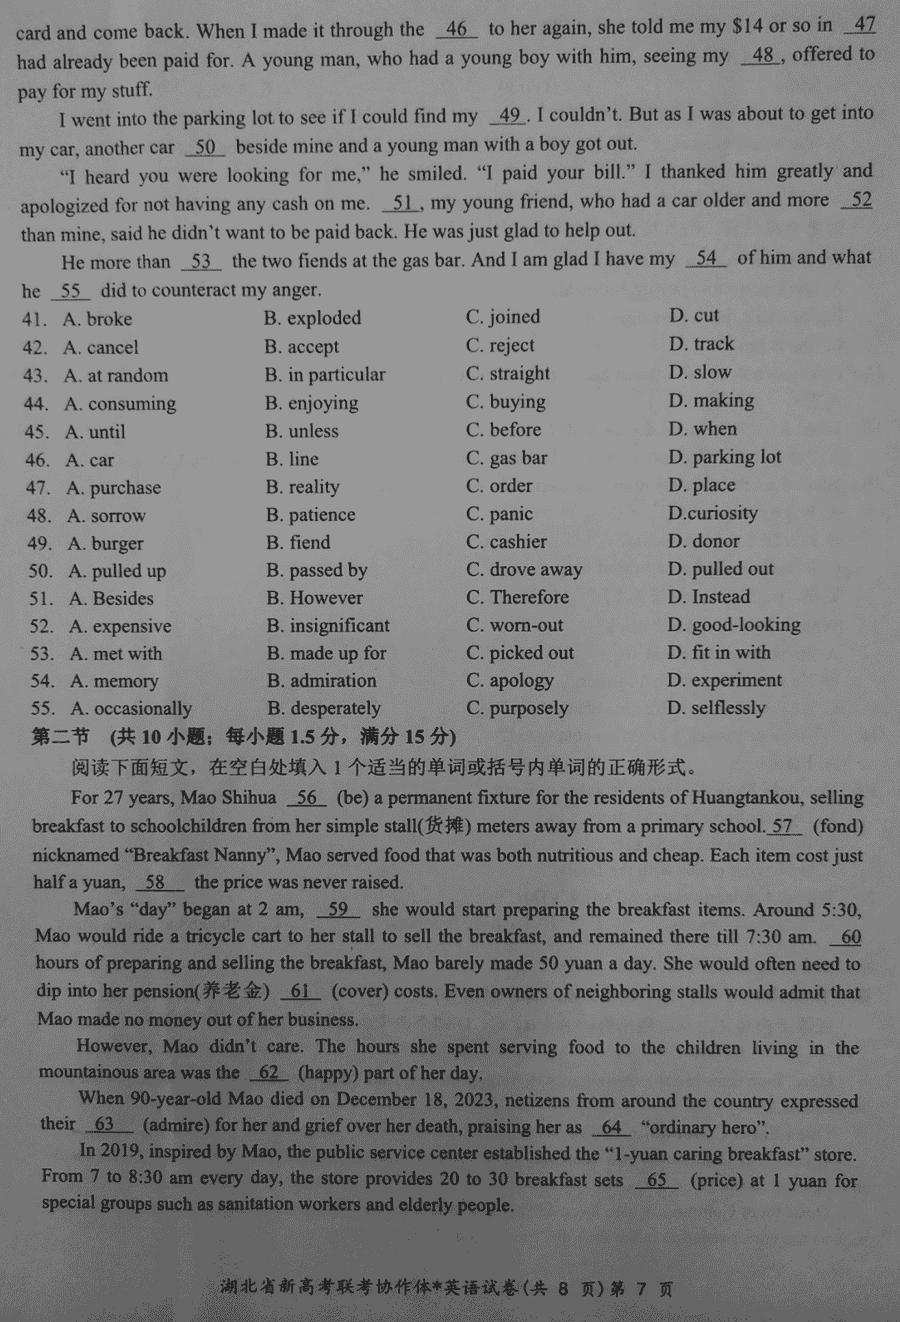 card and come back. When I made it through the 46 to her again, she told me my $14 or so in 47
had already been paid for. A young man, who had a young boy with him, seeing my 48 , offered to
pay for my stuff.
I went into the parking lot to see if I could find my 49 . I couldn't. But as I was about to get into
my car, another car 50 beside mine and a young man with a boy got out.
"I heard you were looking for me," he smiled. "I paid your bill." I thanked him greatly and
apologized for not having any cash on me. 51 , my young friend, who had a car older and more 52
than mine, said he didn't want to be paid back. He was just glad to help out.
He more than 53 the two fiends at the gas bar. And I am glad I have my 54 of him and what
he 55 did to counteract my anger.
41. A. broke B. exploded C. joined D. cut
42. A. cancel B. accept C. reject D. track
43. A. at random B. in particular C. straight D. slow
44. A. consuming B. enjoying C. buying D. making
45. A. until B. unless C. before D. when
46. A. car B. line C. gas bar D. parking lot
47. A. purchase B. reality C. order D. place
48. A. sorrow B. patience C. panic D.curiosity
49. A. burger B. fiend C. cashier D. donor
50. A. pulled up B. passed by C. drove away D. pulled out
51. A. Besides B. However C. Therefore D. Instead
52. A. expensive B. insignificant C. worn-out D. good-looking
53. A. met with B. made up for C. picked out D. fit in with
54. A. memory B. admiration C. apology D. experiment
55. A. occasionally B. desperately C. purposely D. selflessly
第二节 (共 10 小题；每小题 1.5 分，满分 15 分)
阅读下面短文，在空白处填入 1 个适当的单词或括号内单词的正确形式。
For 27 years, Mao Shihua 56 (be) a permanent fixture for the residents of Huangtankou, selling
breakfast to schoolchildren from her simple stall(货摊) meters away from a primary school. 57 (fond)
nicknamed "Breakfast Nanny", Mao served food that was both nutritious and cheap. Each item cost just
half a yuan, 58 the price was never raised.
Mao's "day" began at 2 am, 59 she would start preparing the breakfast items. Around 5:30,
Mao would ride a tricycle cart to her stall to sell the breakfast, and remained there till 7:30 am. 60
hours of preparing and selling the breakfast, Mao barely made 50 yuan a day. She would often need to
dip into her pension(养老金) 61 (cover) costs. Even owners of neighboring stalls would admit that
Mao made no money out of her business.
However, Mao didn't care. The hours she spent serving food to the children living in the
mountainous area was the 62 (happy) part of her day.
When 90-year-old Mao died on December 18, 2023, netizens from around the country expressed
their 63 (admire) for her and grief over her death, praising her as 64 "ordinary hero".
In 2019, inspired by Mao, the public service center established the "1-yuan caring breakfast" store.
From 7 to 8:30 am every day, the store provides 20 to 30 breakfast sets 65 (price) at 1 yuan for
special groups such as sanitation workers and elderly people.
湖北省新高考联考协作体*英语试卷(共 8 页)第 7 页